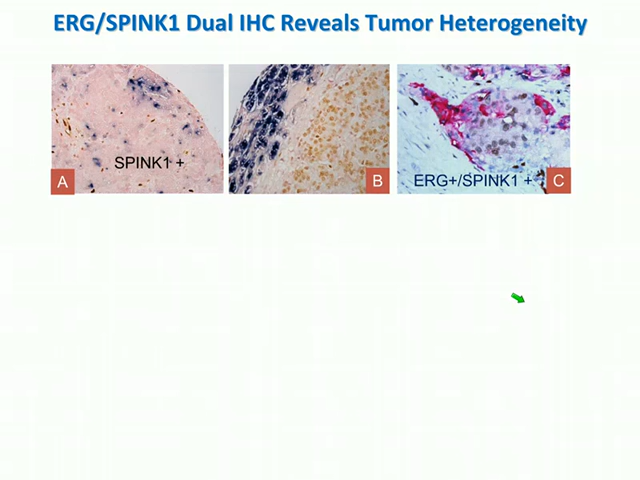 ERG/SPINK1 Dual IHC Reveals Tumor Heterogeneity
SPINK1 +
A
B
ERG+/SPINK1 +
C